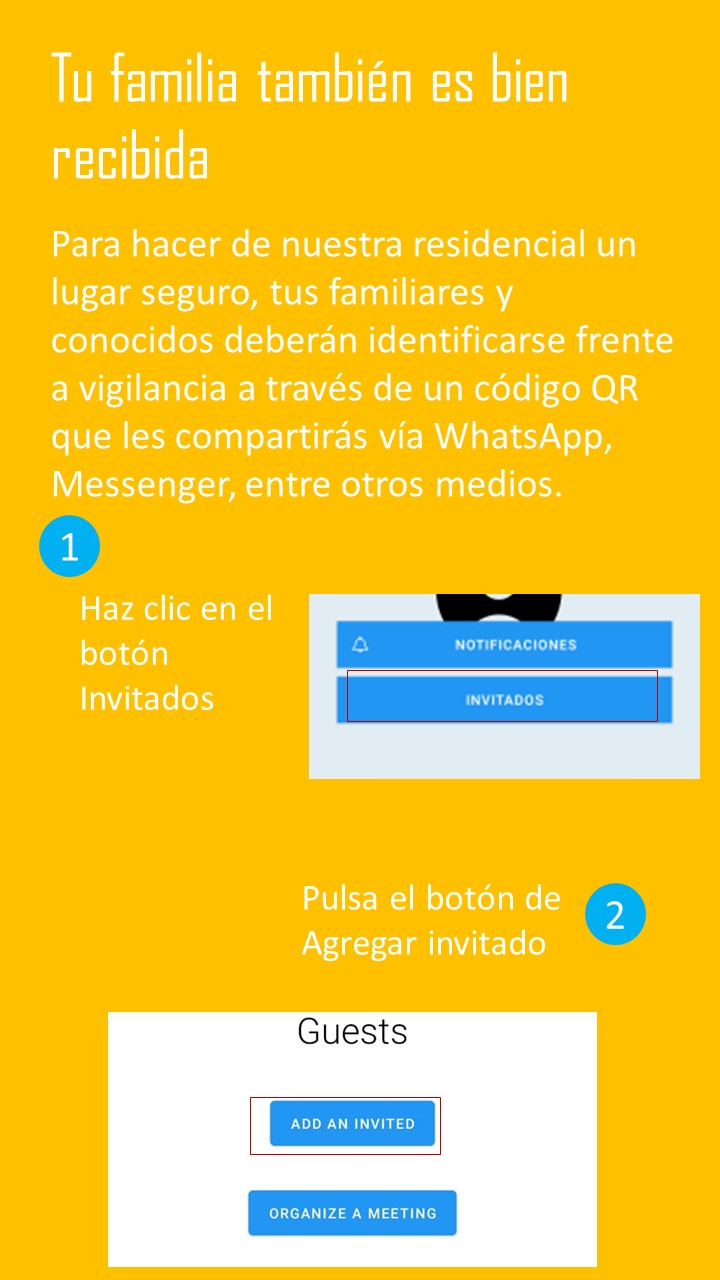 Tu familia también es bien
recibida
Para hacer de nuestra residencial un
lugar seguro, tus familiares y
conocidos deberán identificarse frente
a vigilancia a través de un código QR
que les compartirás vía WhatsApp,
Messenger, entre otros medios.
1
Haz clic en el
botón
Invitados
NOTIFICACIONES
INVITADOS
Pulsa el botón de
Agregar invitado
2
Guests
ADD AN INVITED
ORGANIZE A MEETING